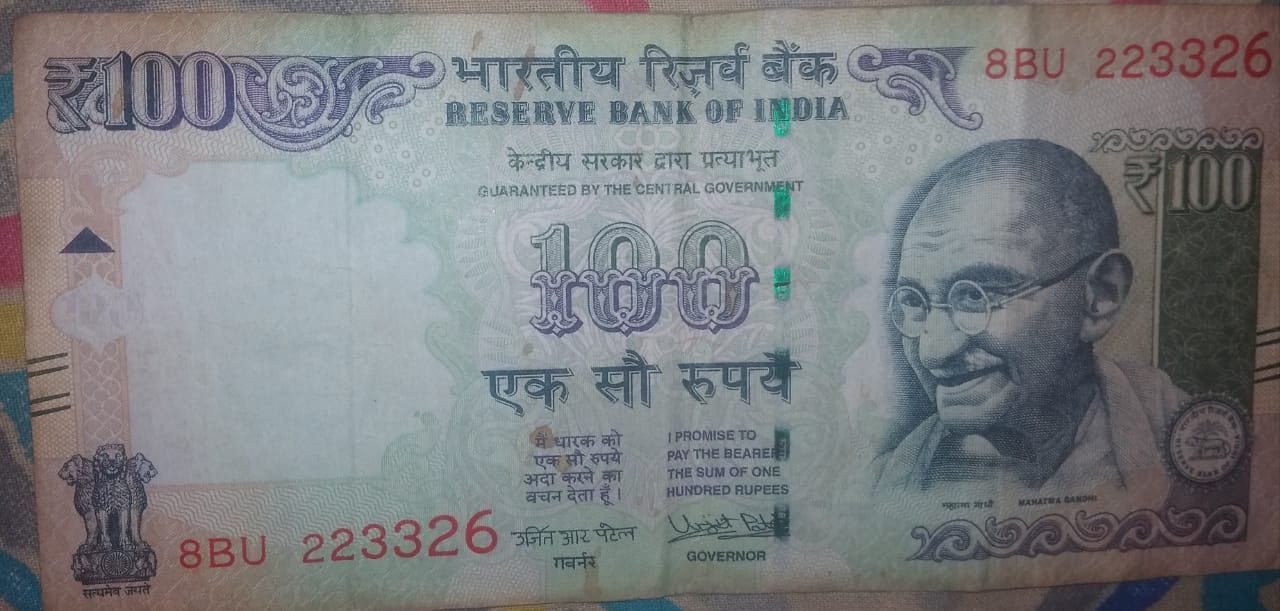 ₹100
भारतीय रिज़र्व बैंक
8BU 223326
RESERVE BANK OF INDIA
केन्द्रीय सरकार द्वारा प्रत्याभूत
GUARANTEED BY THE CENTRAL GOVERNMENT
₹100
100
एक सौ रुपये
मैं धारक को
एक सौ रुपये
अदा करने का
वचन देता हूँ।
I PROMISE TO
PAY THE BEARER
THE SUM OF ONE
HUNDRED RUPEES
महात्मा गांधी MAHATMA GANDHI
8BU 223326
उर्जित आर पटेल
गवर्नर
Urjit Patel
GOVERNOR
सत्यमेव जयते